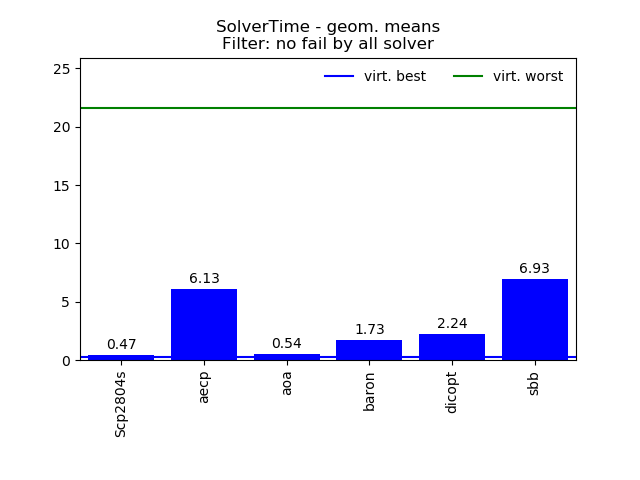 SolverTime - geom. means
Filter: no fail by all solver
virt. best
virt. worst
25
20
15
10
5
0
0.47
6.13
0.54
1.73
2.24
6.93
Scp2804s
aecp
aoa
baron
dicopt
sbb